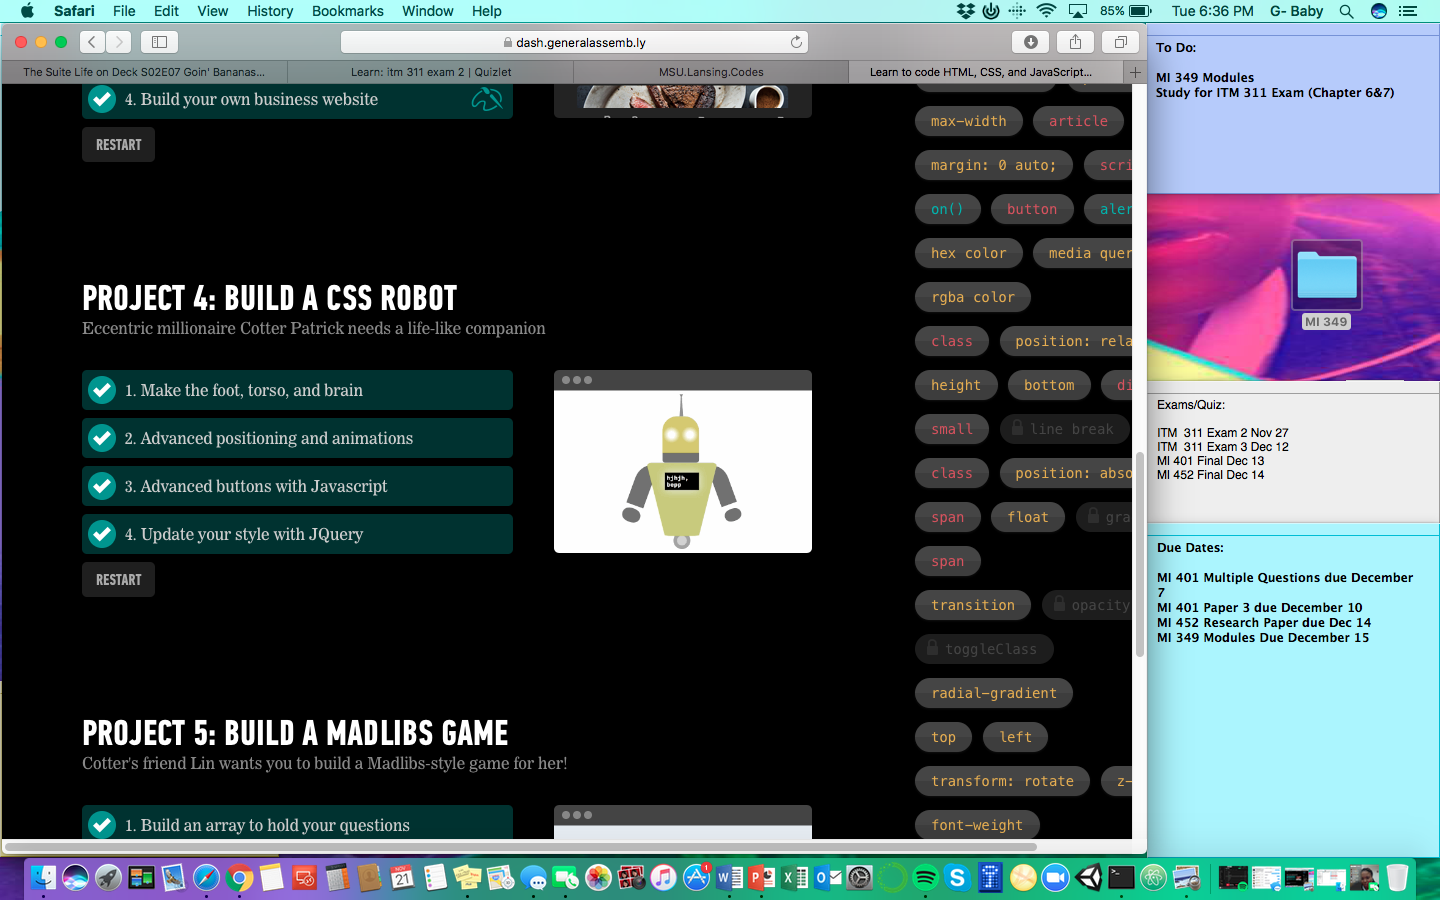 Safari File Edit View History Bookmarks Window Help
85% Tue 6:36 PM G- Baby
dash.generalassemb.ly
The Suite Life on Deck S02E07 Goin' Bananas...
Learn: itm 311 exam 2 | Quizlet
MSU.Lansing.Codes
Learn to code HTML, CSS, and JavaScript...
4. Build your own business website
RESTART
PROJECT 4: BUILD A CSS ROBOT
Eccentric millionaire Cotter Patrick needs a life-like companion
1. Make the foot, torso, and brain
2. Advanced positioning and animations
3. Advanced buttons with Javascript
4. Update your style with JQuery
hjhjh,
bopp
RESTART
PROJECT 5: BUILD A MADLIBS GAME
Cotter's friend Lin wants you to build a Madlibs-style game for her!
1. Build an array to hold your questions
max-width article
margin: 0 auto; scri
on() button aler
hex color media quer
rgba color
class position: rela
height bottom di
small line break
class position: abso
span float gra
span
transition opacity
toggleClass
radial-gradient
top left
transform: rotate z-
font-weight
To Do:
MI 349 Modules
Study for ITM 311 Exam (Chapter 6&7)
MI 349
Exams/Quiz:
ITM 311 Exam 2 Nov 27
ITM 311 Exam 3 Dec 12
MI 401 Final Dec 13
MI 452 Final Dec 14
Due Dates:
MI 401 Multiple Questions due December
7
MI 401 Paper 3 due December 10
MI 452 Research Paper due Dec 14
MI 349 Modules Due December 15
NOV
21
1